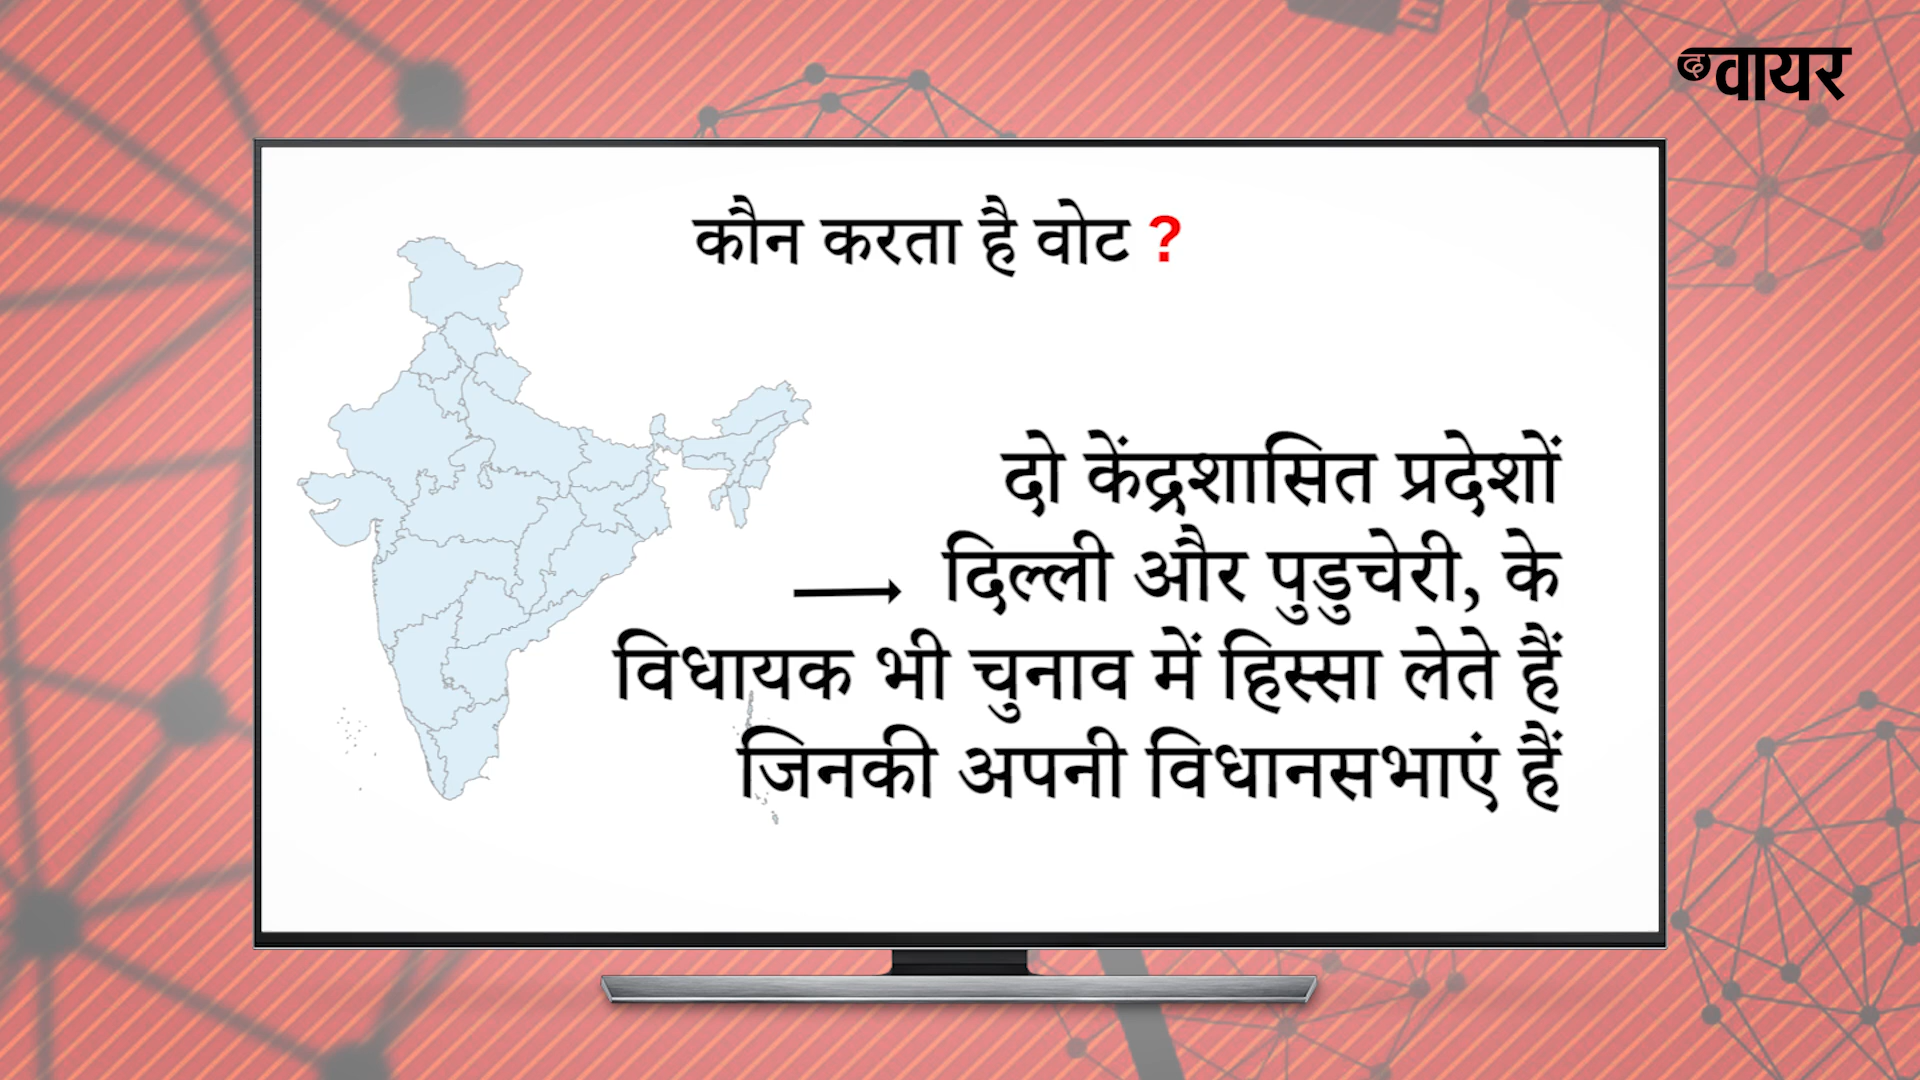 द वायर
कौन करता है वोट ?
दो केंद्रशासित प्रदेशों
दिल्ली और पुडुचेरी, के
विधायक भी चुनाव में हिस्सा लेते हैं
जिनकी अपनी विधानसभाएं हैं